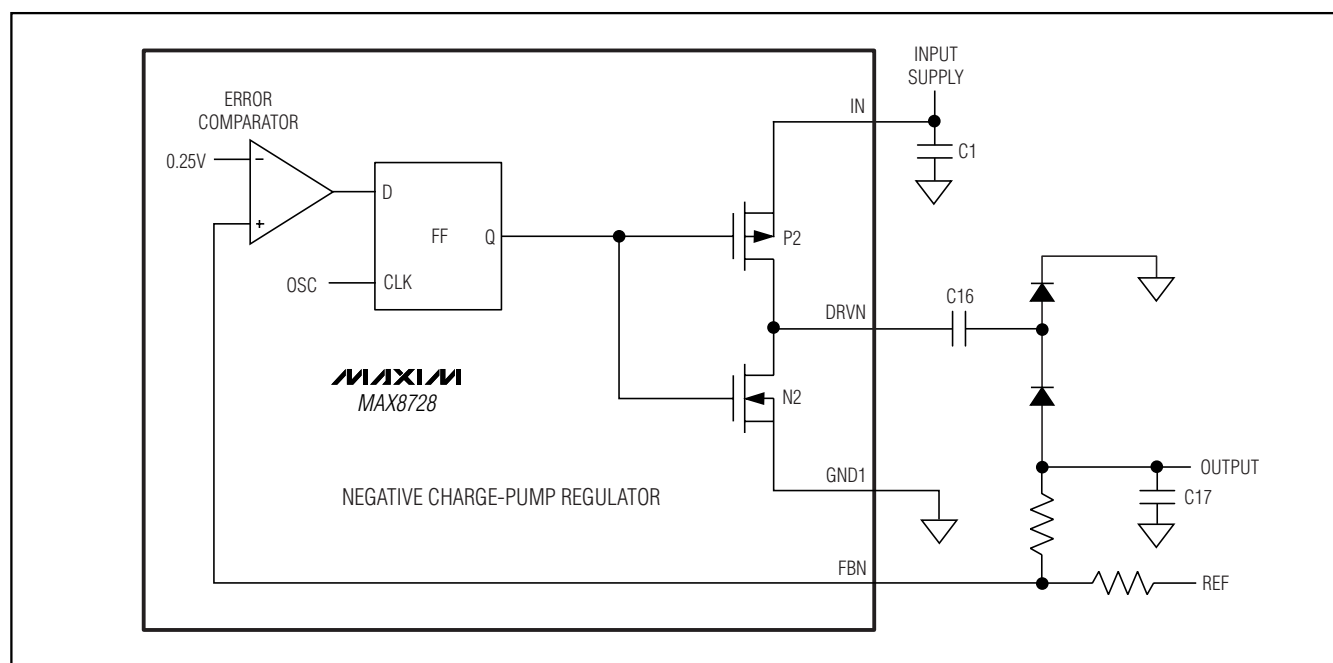 INPUT
SUPPLY
IN
C1
ERROR
COMPARATOR
0.25V
−
+
D
FF
Q
OSC
CLK
P2
DRVN
C16
MAXIM
MAX8728
N2
GND1
NEGATIVE CHARGE-PUMP REGULATOR
OUTPUT
C17
FBN
REF